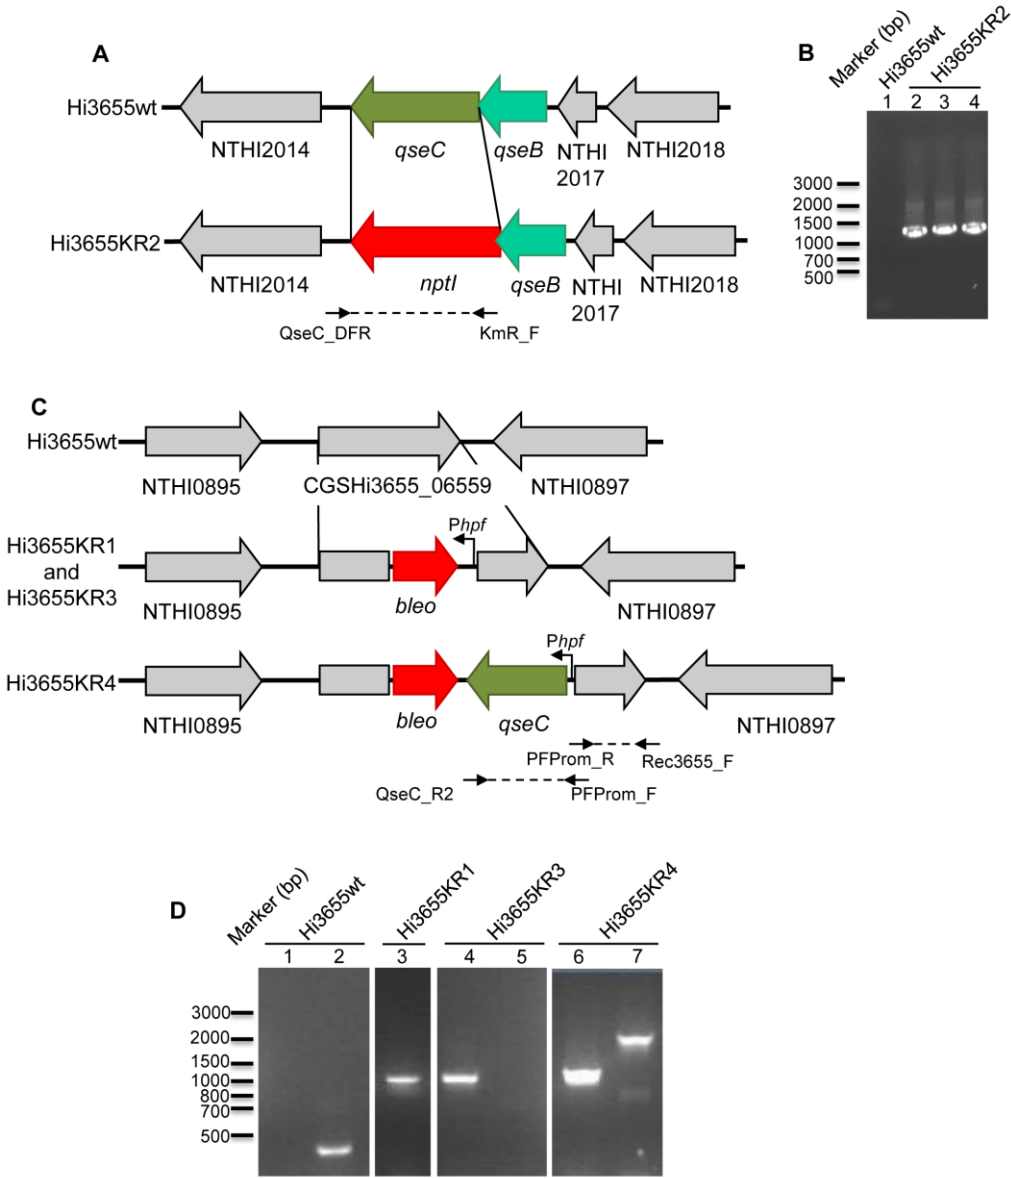 A
Hi3655wt
NTHI2014
qseC
qseB
NTHI
2017
NTHI2018
Hi3655KR2
NTHI2014
nptI
qseB
NTHI
2017
NTHI2018
QseC_DFR
KmR_F
B
Marker (bp)
Hi3655wt
Hi3655KR2
1 2 3 4
3000
2000
1500
1000
700
500
C
Hi3655wt
NTHI0895
CGSHi3655_06559
NTHI0897
Hi3655KR1
and
Hi3655KR3
Phpf
NTHI0895
bleo
NTHI0897
Hi3655KR4
Phpf
NTHI0895
bleo
qseC
NTHI0897
PFProm_R
Rec3655_F
QseC_R2
PFProm_F
D
Marker (bp)
Hi3655wt
Hi3655KR1
Hi3655KR3
Hi3655KR4
1 2 3 4 5 6 7
3000
2000
1500
1000
800
700
500